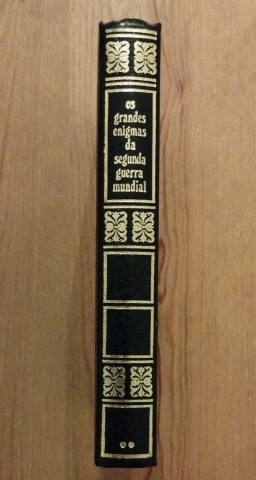 os
grandes
enigmas
da
segunda
guerra
mundial